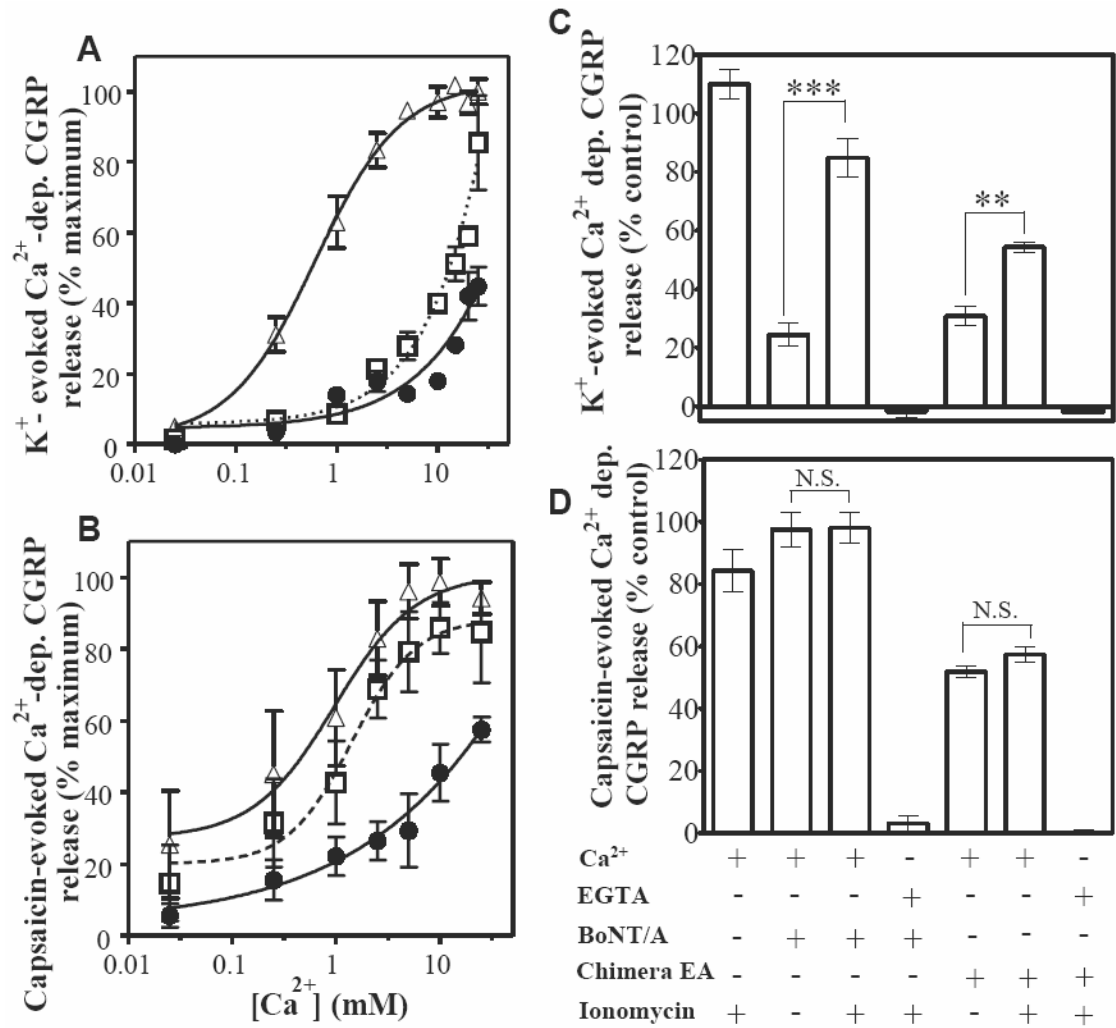 A
K+- evoked Ca2+-dep. CGRP
release (% maximum)
100
80
60
40
20
0
0.01
0.1
1
10
B
Capsaicin-evoked Ca2+-dep. CGRP
release (% maximum)
100
80
60
40
20
0
0.01
0.1
1
10
[Ca2+] (mM)
C
K+-evoked Ca2+ dep. CGRP
release (% control)
120
100
80
60
40
20
0
***
**
D
Capsaicin-evoked Ca2+ dep.
CGRP release (% control)
120
100
80
60
40
20
0
N.S.
N.S.
Ca2+ + + + - + + -
EGTA - - - + - - +
BoNT/A - + + + - - -
Chimera EA - - - - + + +
Ionomycin + - + + - + +